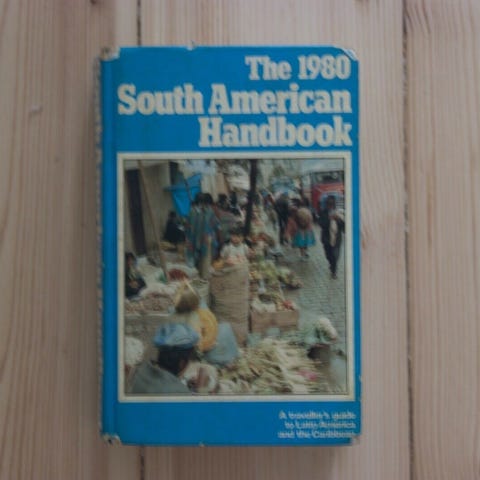 The 1980
South American
Handbook
A traveller's guide
to Latin America
and the Caribbean